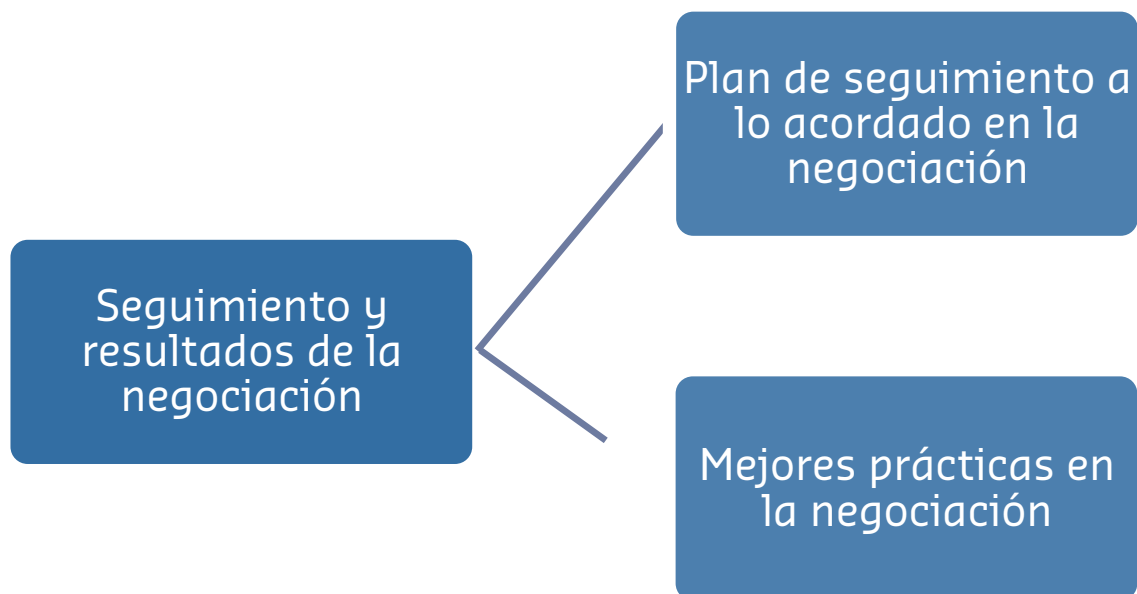 Plan de seguimiento a
lo acordado en la
negociación
Seguimiento y
resultados de la
negociación
Mejores prácticas en
la negociación